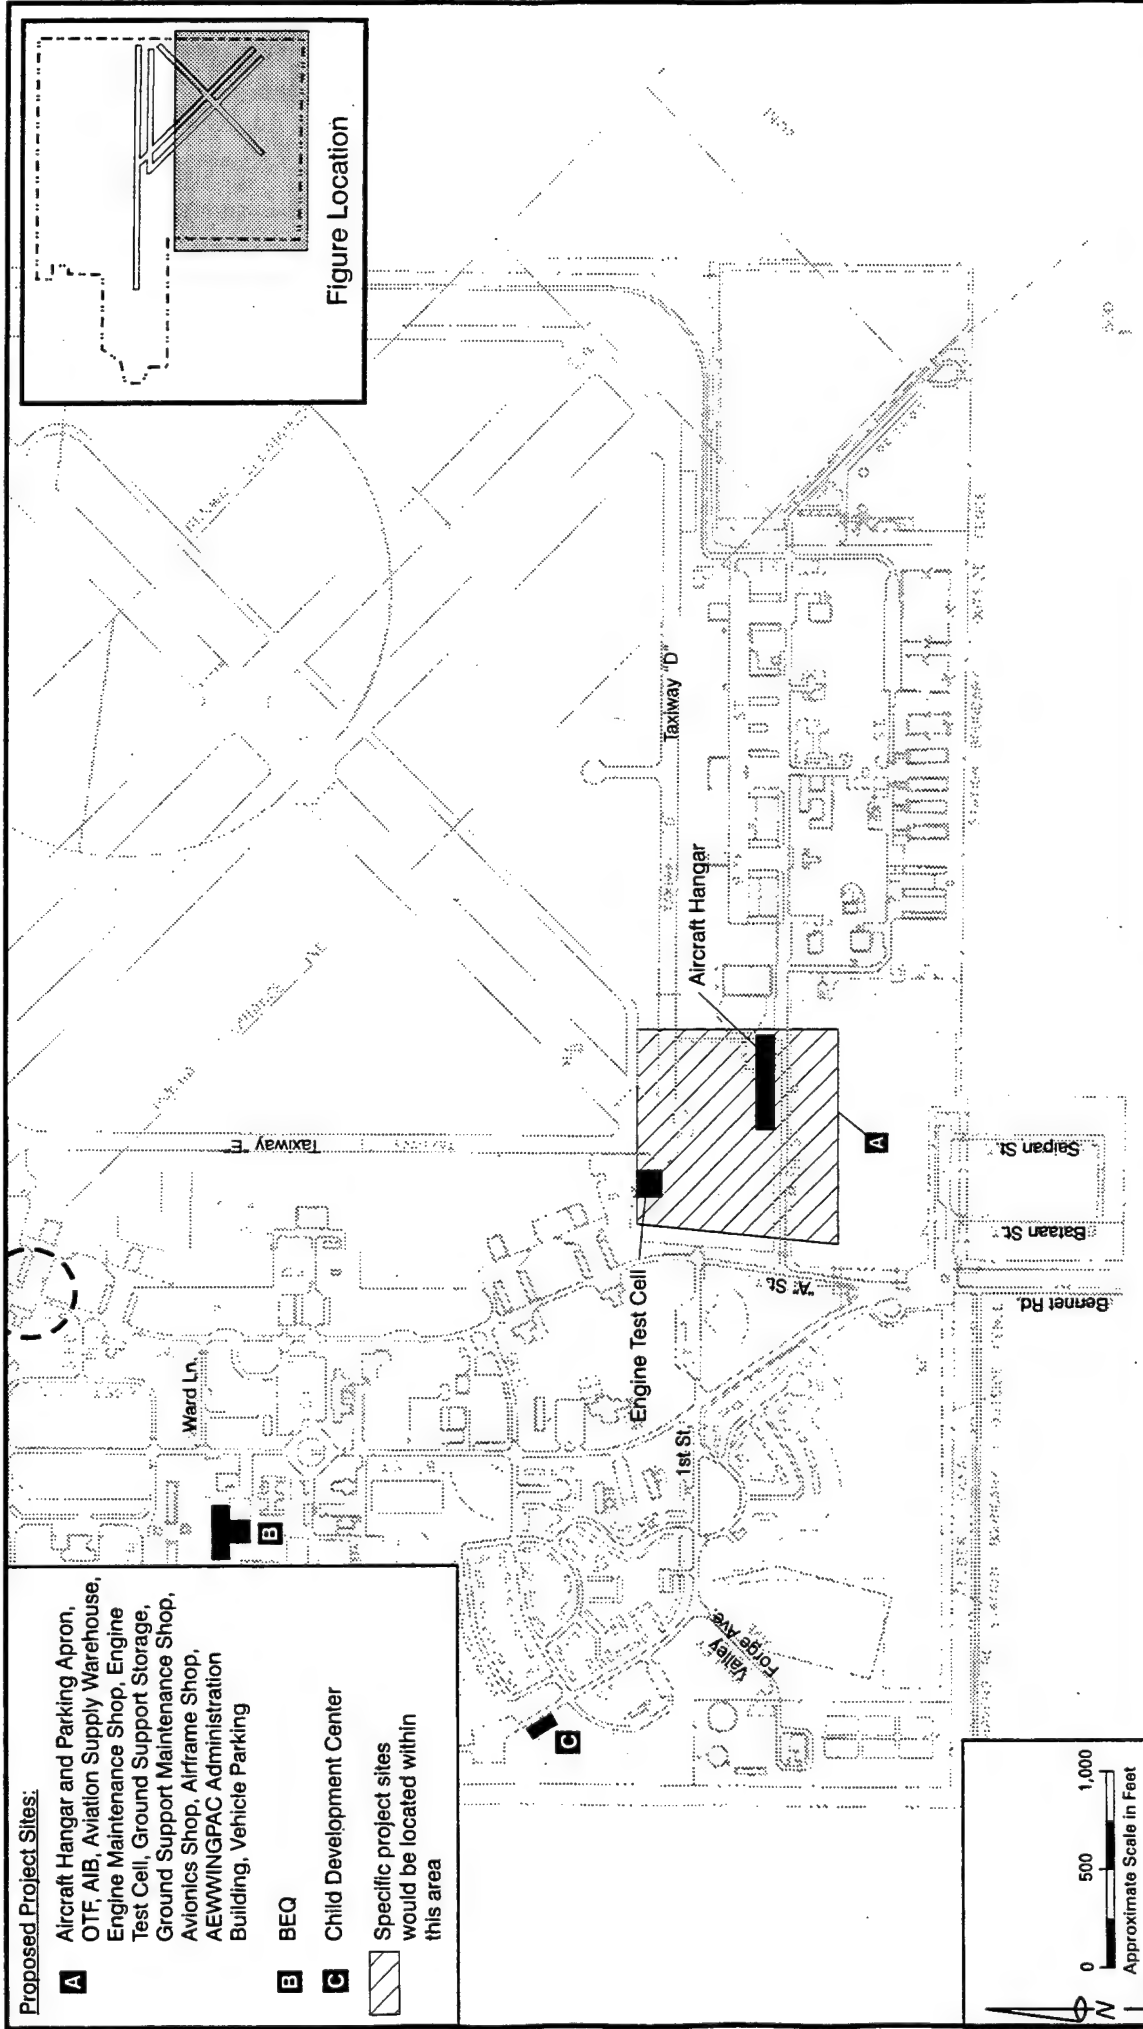 Proposed Project Sites:
A
Aircraft Hangar and Parking Apron,
OTF, AIB, Aviation Supply Warehouse,
Engine Maintenance Shop, Engine
Test Cell, Ground Support Storage,
Ground Support Maintenance Shop,
Avionics Shop, Airframe Shop,
AEWWINGPAC Administration
Building, Vehicle Parking
B
BEQ
C
Child Development Center
Specific project sites
would be located within
this area
Figure Location
B
Ward Ln.
Taxiway "E"
C
Valley
Forge Ave.
1st St.
Engine Test Cell
"A" St.
A
Aircraft Hangar
Taxiway "D"
Bennet Rd.
Bataan St.
Saipan St.
0
500
1,000
Approximate Scale in Feet
N